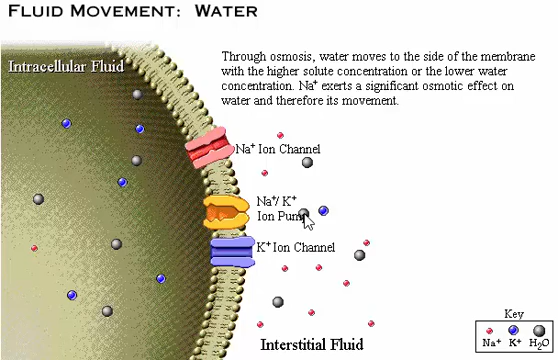 FLUID MOVEMENT: WATER
Intracellular Fluid
Through osmosis, water moves to the side of the membrane
with the higher solute concentration or the lower water
concentration. Na⁺ exerts a significant osmotic effect on
water and therefore its movement.
Na⁺ Ion Channel
Na⁺/ K⁺
Ion Pump
K⁺ Ion Channel
Interstitial Fluid
Key
Na⁺ K⁺ H₂O